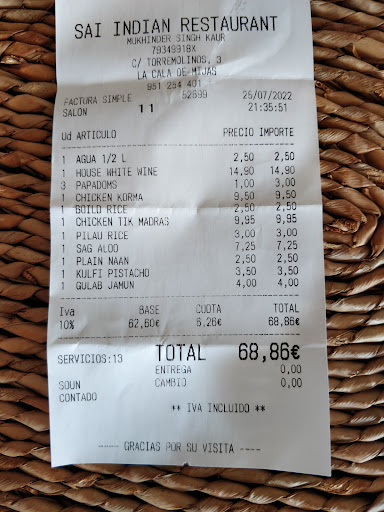 SAI INDIAN RESTAURANT
MUKHINDER SINGH KAUR
79349918X
C/ TORREMOLINOS, 3
LA CALA DE MIJAS
951 254 401
FACTURA SIMPLE 52699 25/07/2022
SALON 1 1 21:35:51
Ud ARTICULO PRECIO IMPORTE
1 AGUA 1/2 L 2,50 2,50
1 HOUSE WHITE WINE 14,90 14,90
3 PAPADOMS 1,00 3,00
1 CHICKEN KORMA 9,50 9,50
1 BOILD RICE 2,50 2,50
1 CHICKEN TIK MADRAS 9,95 9,95
1 PILAU RICE 3,00 3,00
1 SAG ALOO 7,25 7,25
1 PLAIN NAAN 2,50 2,50
1 KULFI PISTACHO 3,50 3,50
1 GULAB JAMUN 4,00 4,00
Iva BASE CUOTA TOTAL
10% 62,60€ 6,26€ 68,86€
SERVICIOS:13 TOTAL 68,86€
ENTREGA 0,00
SOUN CAMBIO 0,00
CONTADO
** IVA INCLUIDO **
----- GRACIAS POR SU VISITA ----